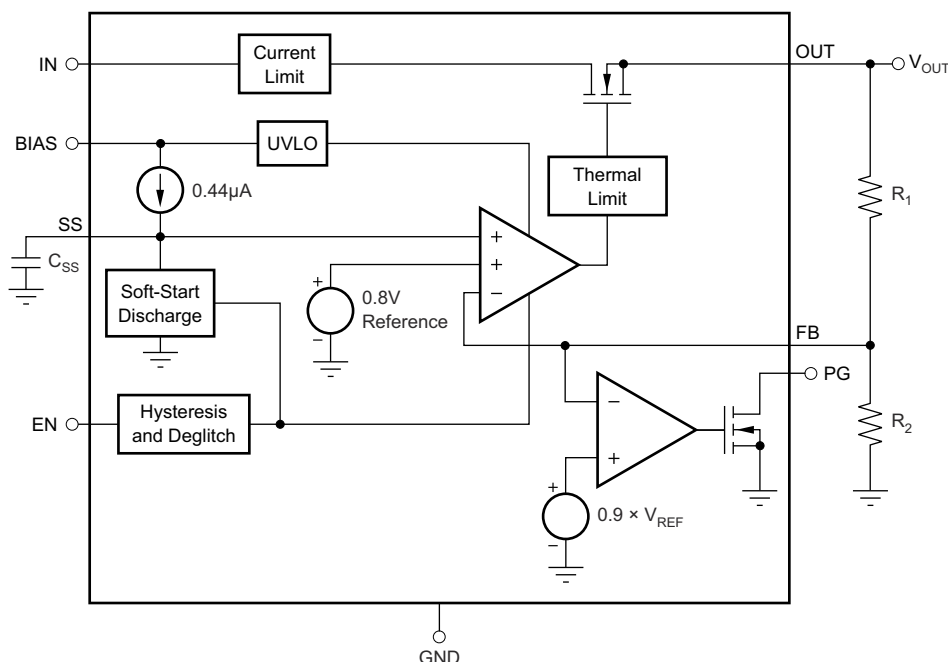 IN
Current
Limit
OUT
V_OUT
BIAS
UVLO
0.44µA
Thermal
Limit
R_1
SS
C_SS
+
+
−
Soft-Start
Discharge
+
0.8V
Reference
−
FB
PG
EN
Hysteresis
and Deglitch
−
+
R_2
+
0.9 × V_REF
−
GND